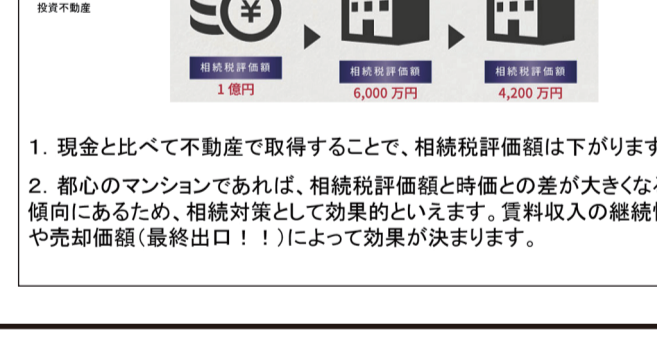 投資不動産
¥
相続税評価額 相続税評価額 相続税評価額
1億円 6,000万円 4,200万円
1．現金と比べて不動産で取得することで、相続税評価額は下がります
2．都心のマンションであれば、相続税評価額と時価との差が大きくな
傾向にあるため、相続対策として効果的といえます。賃料収入の継続
や売却価額（最終出口！！）によって効果が決まります。